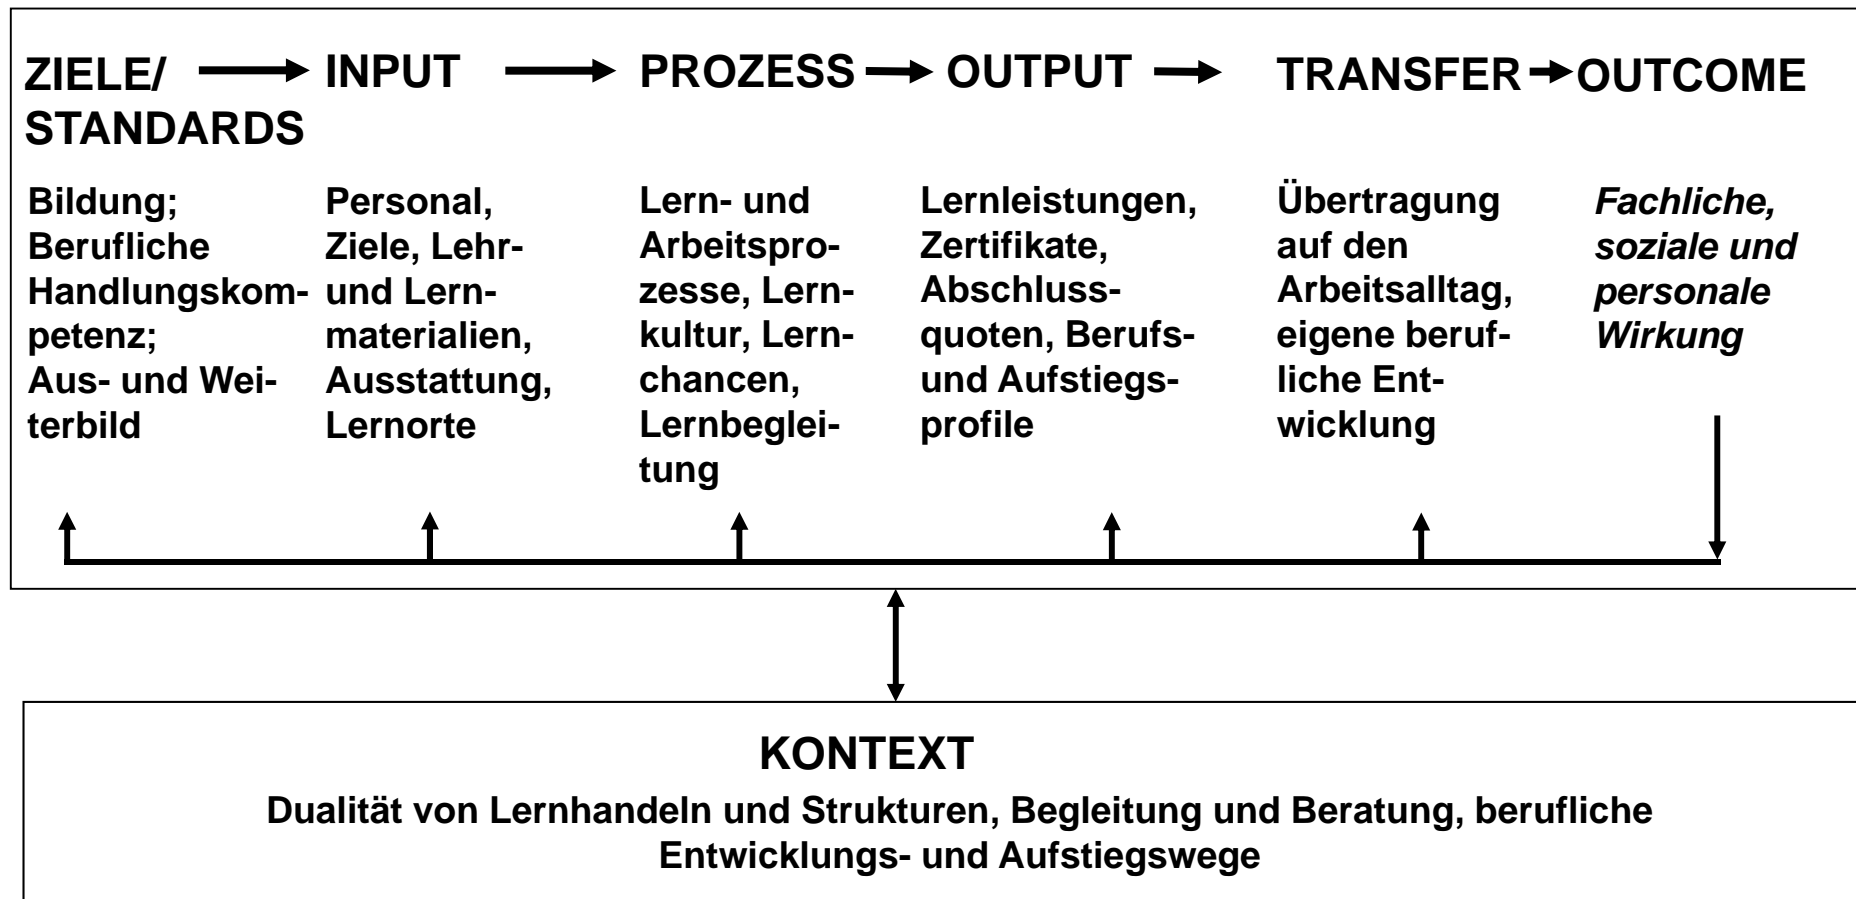 ZIELE/
STANDARDS
Bildung;
Berufliche
Handlungskom-
petenz;
Aus- und Wei-
terbild
INPUT
Personal,
Ziele, Lehr-
und Lern-
materialien,
Ausstattung,
Lernorte
PROZESS
Lern- und
Arbeitspro-
zesse, Lern-
kultur, Lern-
chancen,
Lernbeglei-
tung
OUTPUT
Lernleistungen,
Zertifikate,
Abschluss-
quoten, Berufs-
und Aufstiegs-
profile
TRANSFER
Übertragung
auf den
Arbeitsalltag,
eigene beruf-
liche Ent-
wicklung
OUTCOME
Fachliche,
soziale und
personale
Wirkung
KONTEXT
Dualität von Lernhandeln und Strukturen, Begleitung und Beratung, berufliche
Entwicklungs- und Aufstiegswege